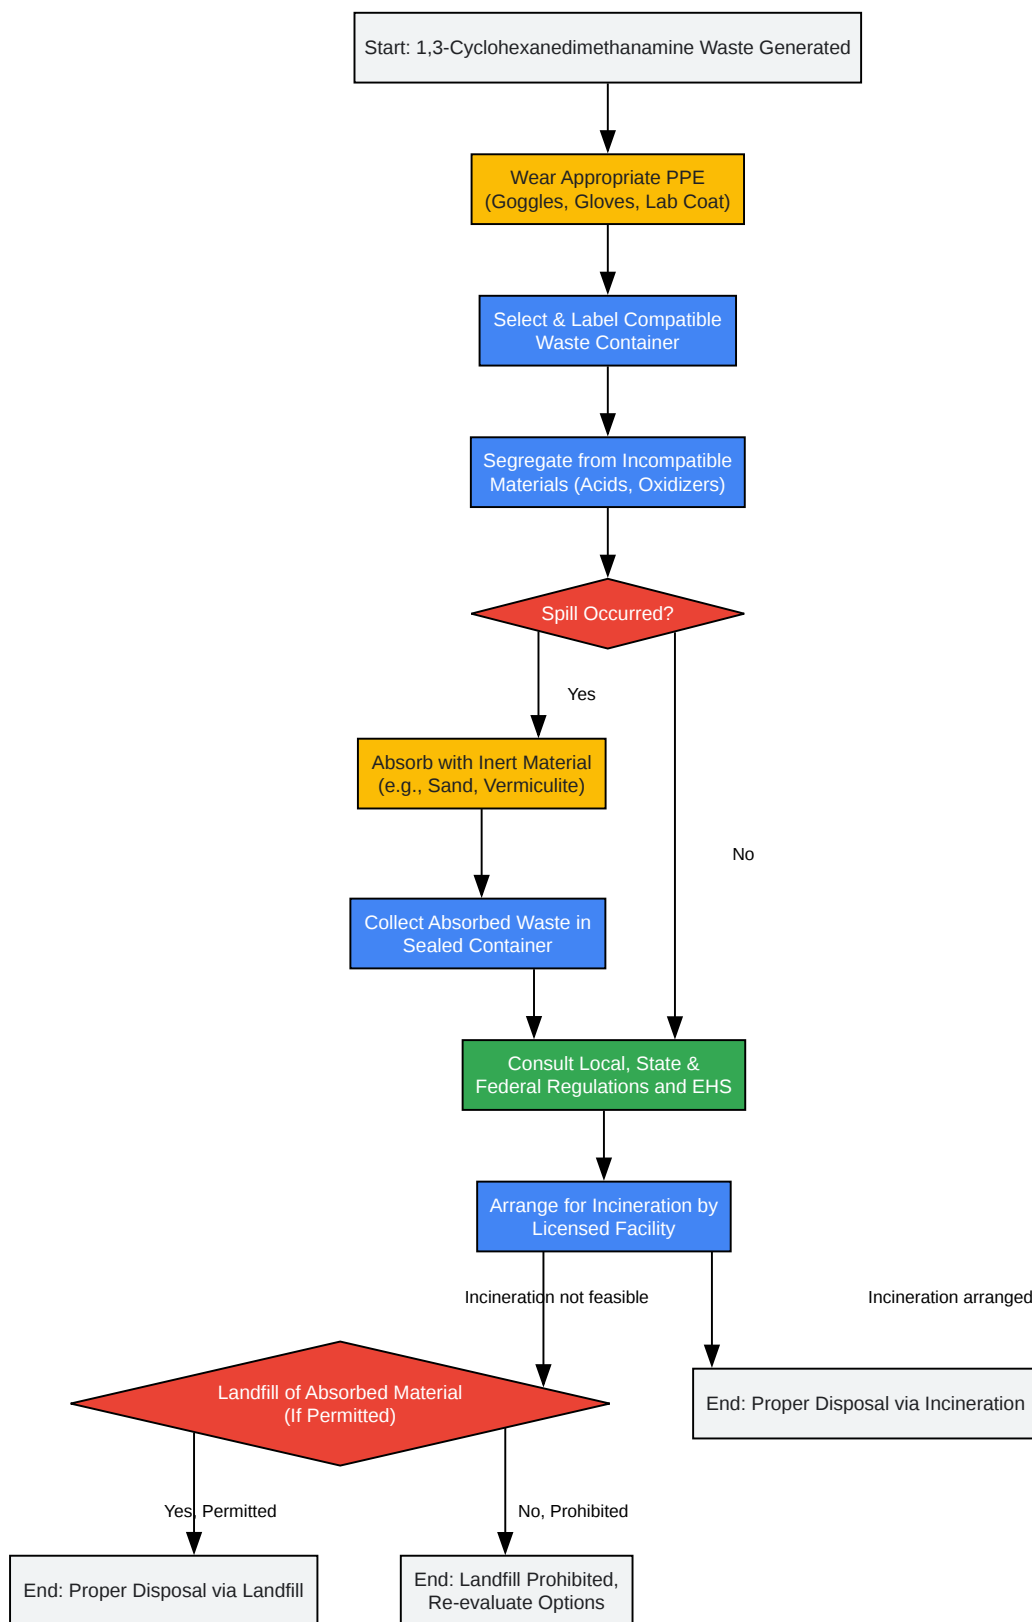 Start: 1,3-Cyclohexanedimethanamine Waste Generated
Wear Appropriate PPE
(Goggles, Gloves, Lab Coat)
Select & Label Compatible
Waste Container
Segregate from Incompatible
Materials (Acids, Oxidizers)
Spill Occurred?
Yes
Absorb with Inert Material
(e.g., Sand, Vermiculite)
No
Collect Absorbed Waste in
Sealed Container
Consult Local, State &
Federal Regulations and EHS
Arrange for Incineration by
Licensed Facility
Incineration not feasible
Incineration arranged
Landfill of Absorbed Material
(If Permitted)
End: Proper Disposal via Incineration
Yes, Permitted
No, Prohibited
End: Proper Disposal via Landfill
End: Landfill Prohibited,
Re-evaluate Options